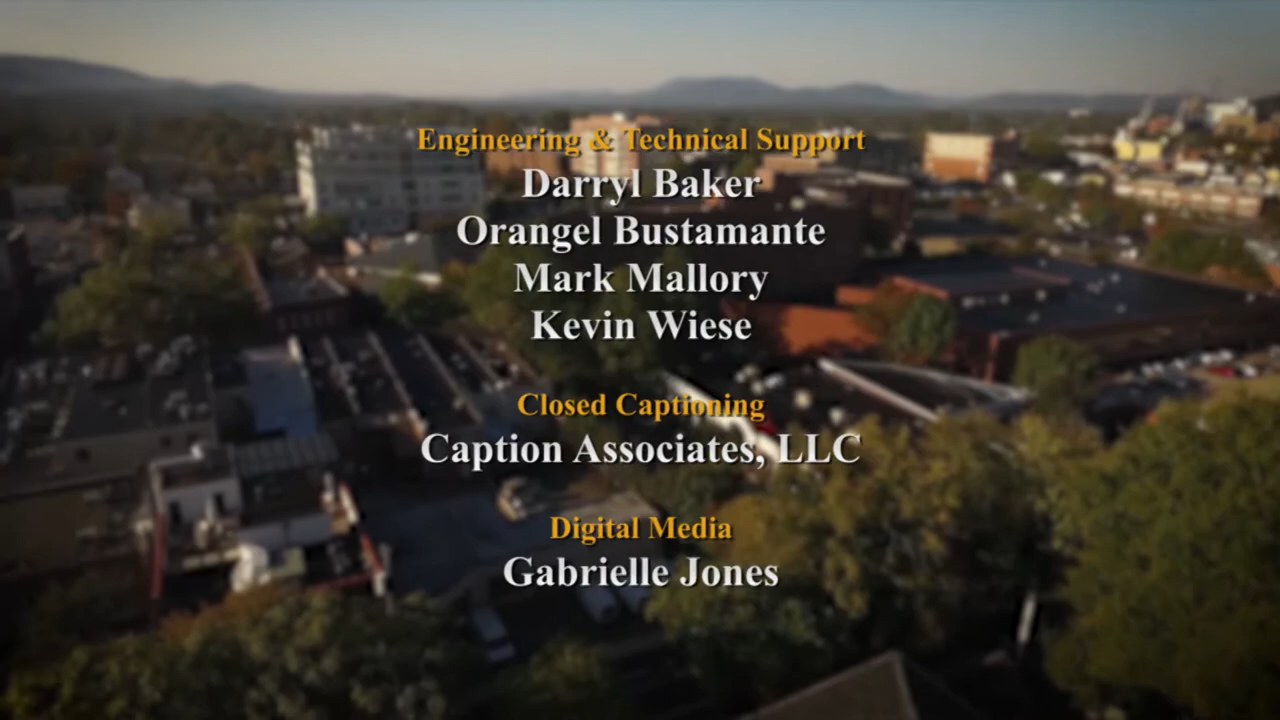 Engineering & Technical Support
Darryl Baker
Orangel Bustamante
Mark Mallory
Kevin Wiese
Closed Captioning
Caption Associates, LLC
Digital Media
Gabrielle Jones